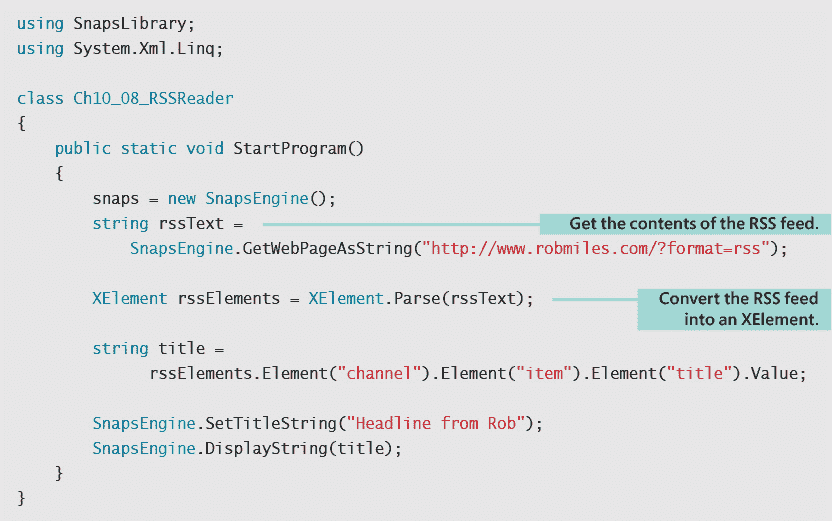 using SnapsLibrary;
using System.Xml.Linq;
class Ch10_08_RSSReader
{
public static void StartProgram()
{
snaps = new SnapsEngine();
string rssText =
Get the contents of the RSS feed.
SnapsEngine.GetWebPageAsString("http://www.robmiles.com/?format=rss");
XElement rssElements = XElement.Parse(rssText);
Convert the RSS feed
into an XElement.
string title =
rssElements.Element("channel").Element("item").Element("title").Value;
SnapsEngine.SetTitleString("Headline from Rob");
SnapsEngine.DisplayString(title);
}
}